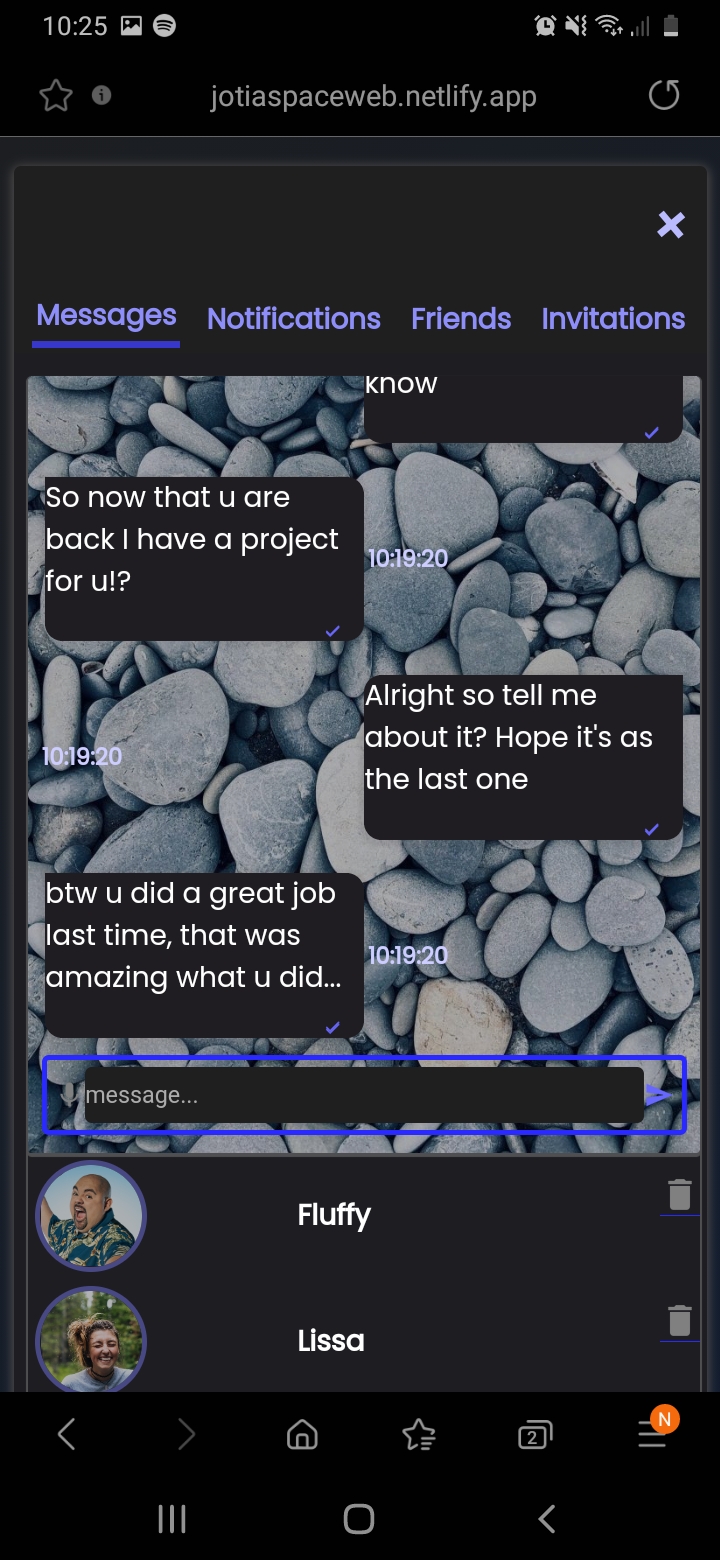 10:25
jotiaspaceweb.netlify.app
Messages Notifications Friends Invitations
know
So now that u are
back I have a project
for u!?
10:19:20
Alright so tell me
about it? Hope it's as
the last one
10:19:20
btw u did a great job
last time, that was
amazing what u did...
10:19:20
message...
Fluffy
Lissa
2
N